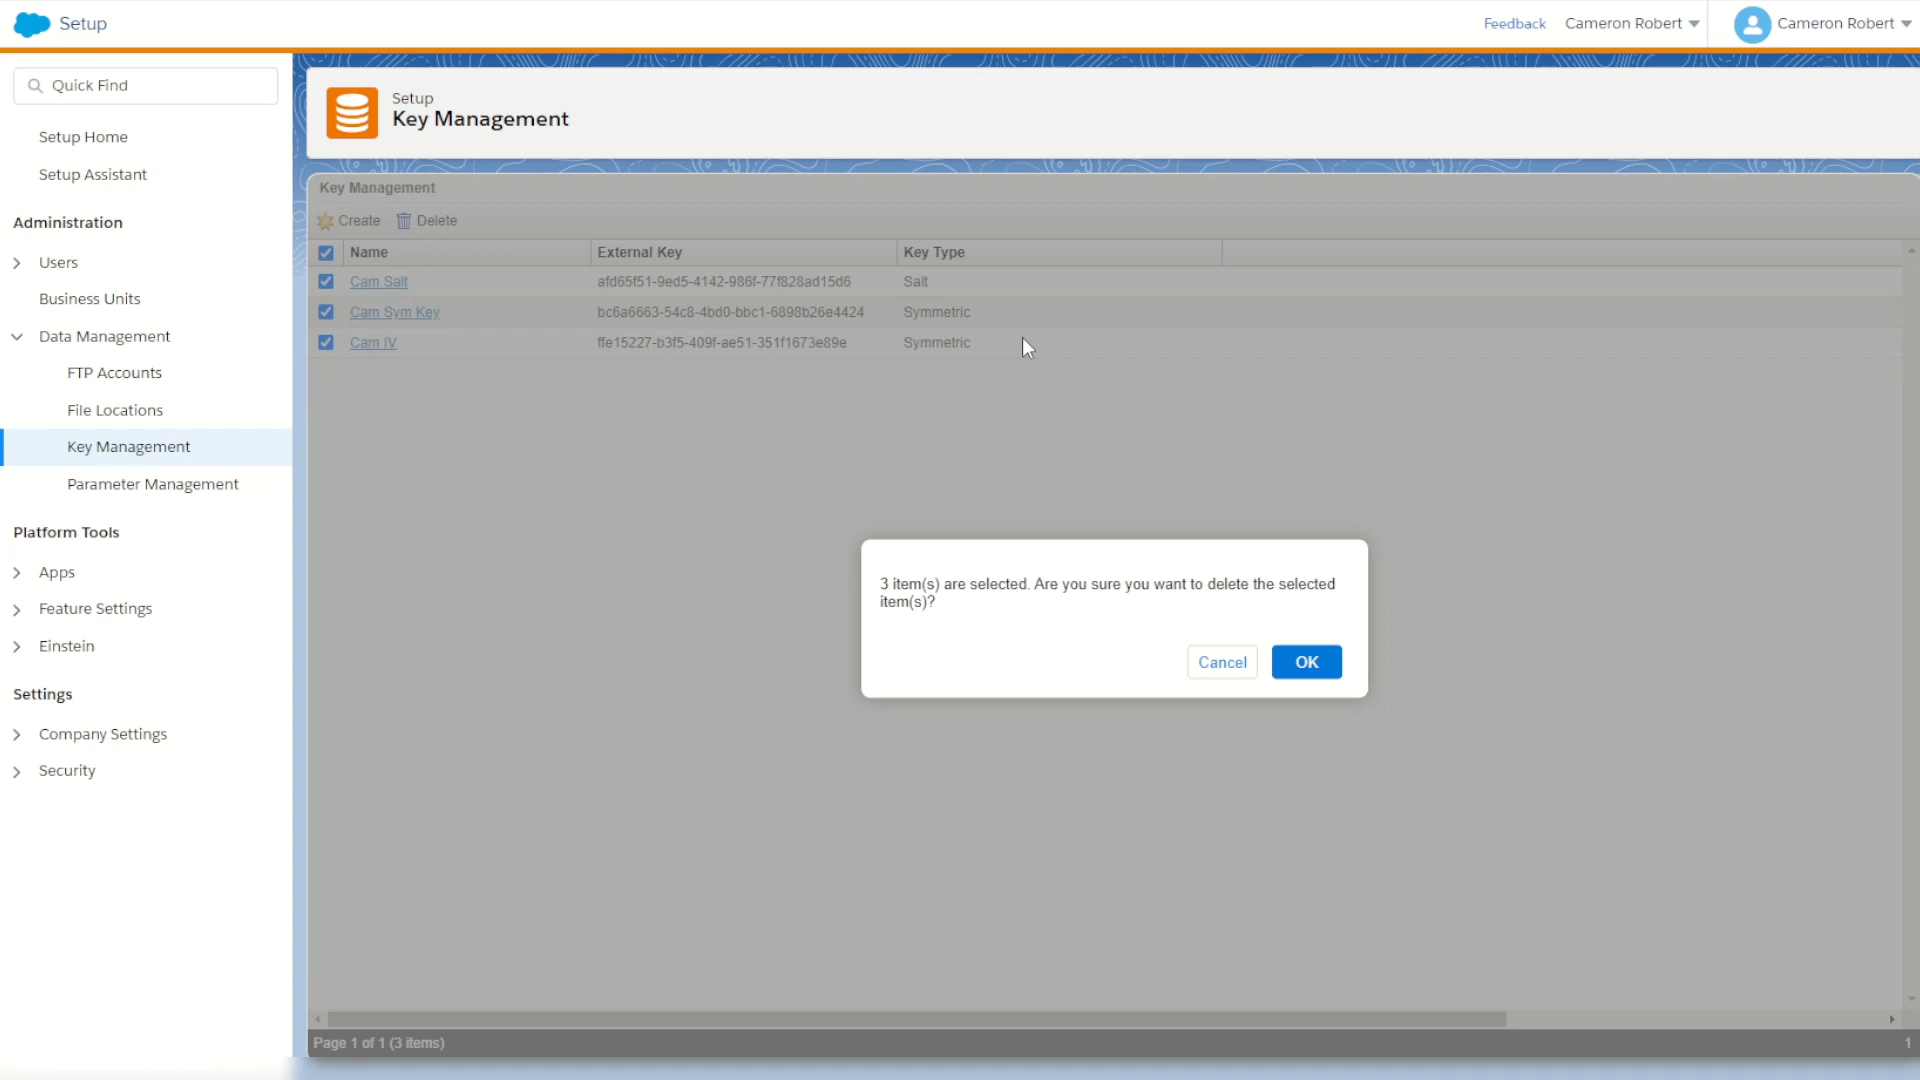 Setup
Feedback
Cameron Robert
Cameron Robert
Quick Find
Setup Home
Setup Assistant
Administration
Users
Business Units
Data Management
FTP Accounts
File Locations
Key Management
Parameter Management
Platform Tools
Apps
Feature Settings
Einstein
Settings
Company Settings
Security
Setup
Key Management
Key Management
Create Delete
Name External Key Key Type
Cam Salt afd65f51-9ed5-4142-986f-77f828ad15d6 Salt
Cam Sym Key bc6a6663-54c8-4bd0-bbc1-6898b26e4424 Symmetric
Cam IV ffe15227-b3f5-409f-ae51-351f1673e89e Symmetric
3 item(s) are selected. Are you sure you want to delete the selected
item(s)?
Cancel OK
Page 1 of 1 (3 items) 1